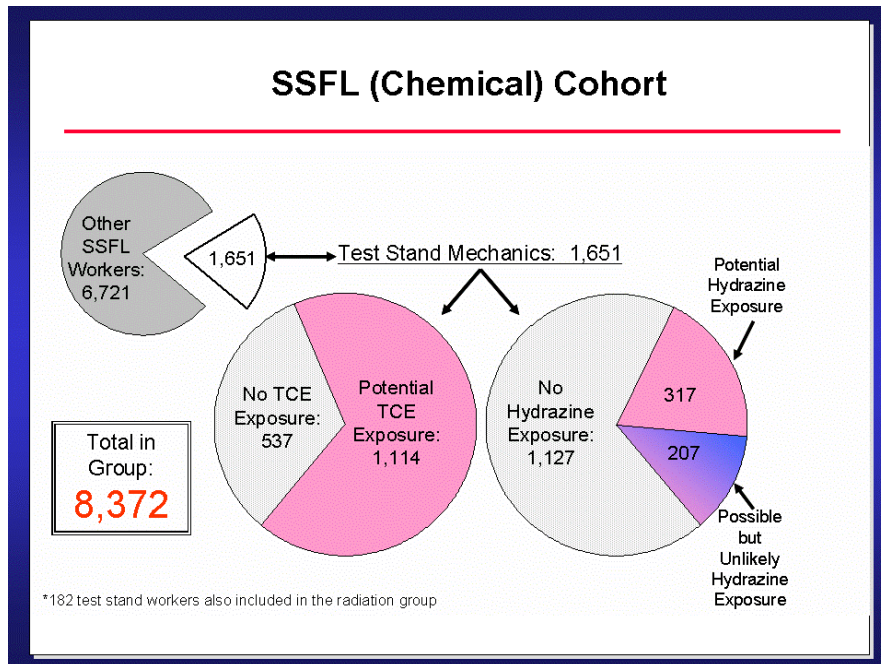 SSFL (Chemical) Cohort
Other
SSFL
Workers:
6,721
1,651
Test Stand Mechanics: 1,651
Potential
Hydrazine
Exposure
No TCE
Exposure:
537
Potential
TCE
Exposure:
1,114
No
Hydrazine
Exposure:
1,127
317
207
Possible
but
Unlikely
Hydrazine
Exposure
Total in
Group:
8,372
*182 test stand workers also included in the radiation group